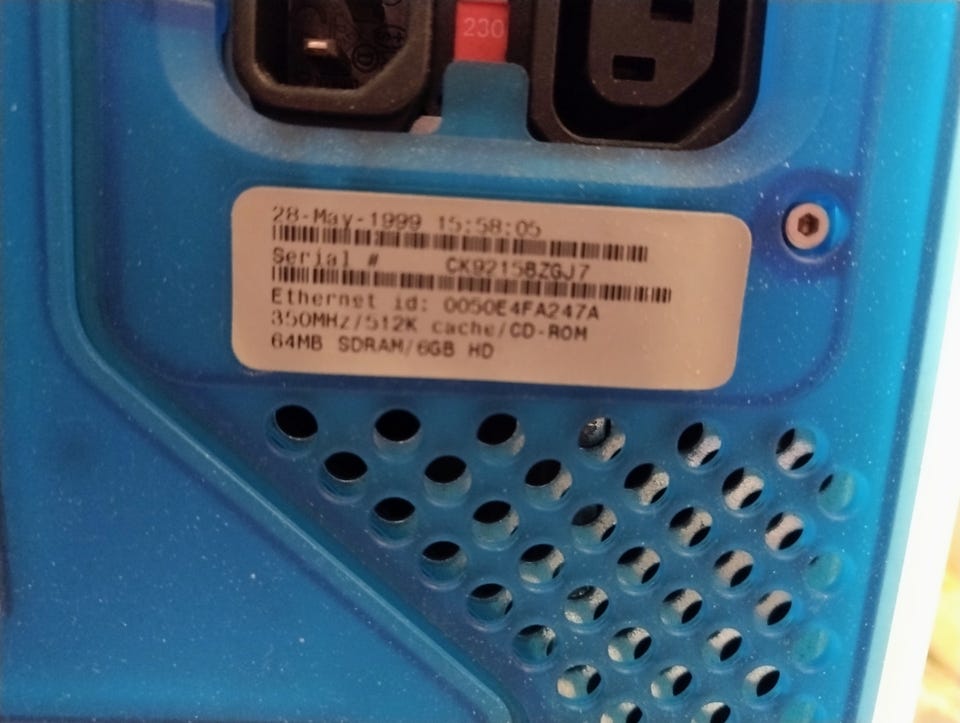 230
28-May-1999 15:58:05
Serial # CK92158ZGJ7
Ethernet id: 0050E4FA247A
350MHz/512K cache/CD-ROM
64MB SDRAM/6GB HD